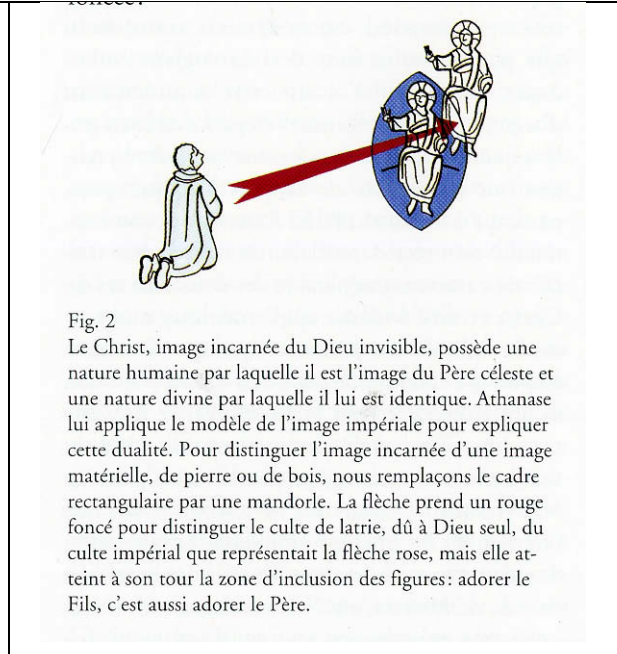 foncée.
Fig. 2
Le Christ, image incarnée du Dieu invisible, possède une
nature humaine par laquelle il est l’image du Père céleste et
une nature divine par laquelle il lui est identique. Athanase
lui applique le modèle de l’image impériale pour expliquer
cette dualité. Pour distinguer l’image incarnée d’une image
matérielle, de pierre ou de bois, nous remplaçons le cadre
rectangulaire par une mandorle. La flèche prend un rouge
foncé pour distinguer le culte de latrie, dû à Dieu seul, du
culte impérial que représentait la flèche rose, mais elle at-
teint à son tour la zone d’inclusion des figures : adorer le
Fils, c’est aussi adorer le Père.